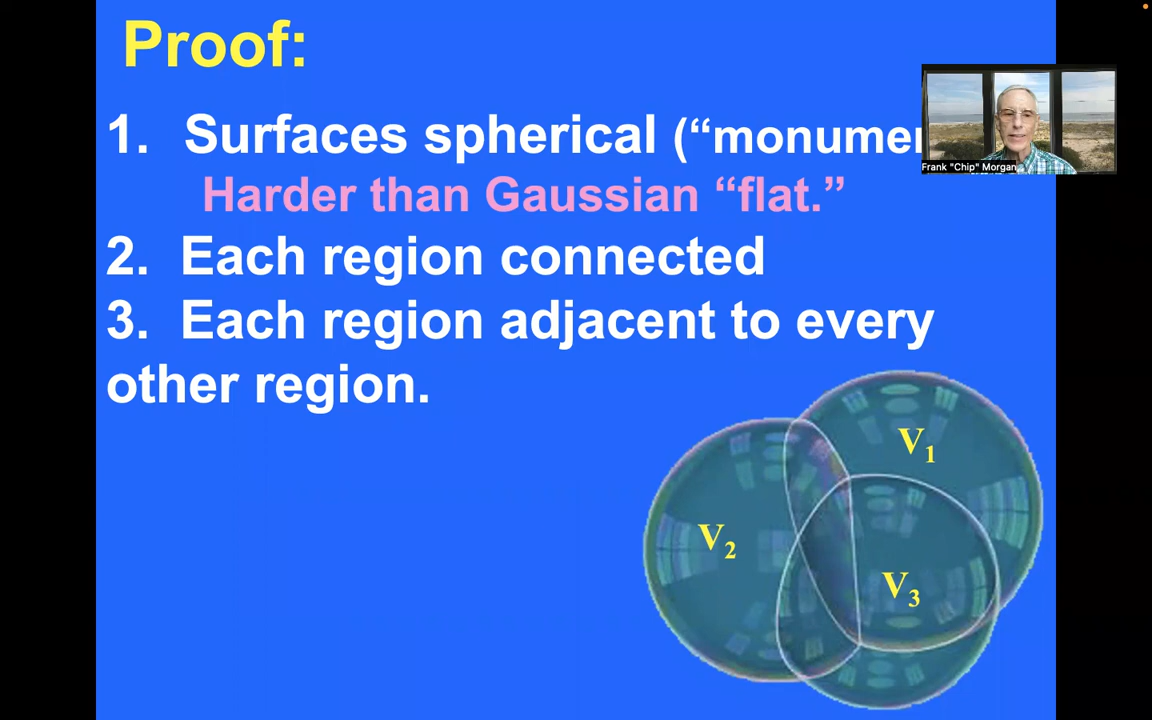 Proof:
1. Surfaces spherical (“monumen
Frank "Chip" Morgan
Harder than Gaussian “flat.”
2. Each region connected
3. Each region adjacent to every
other region.
V1
V2
V3